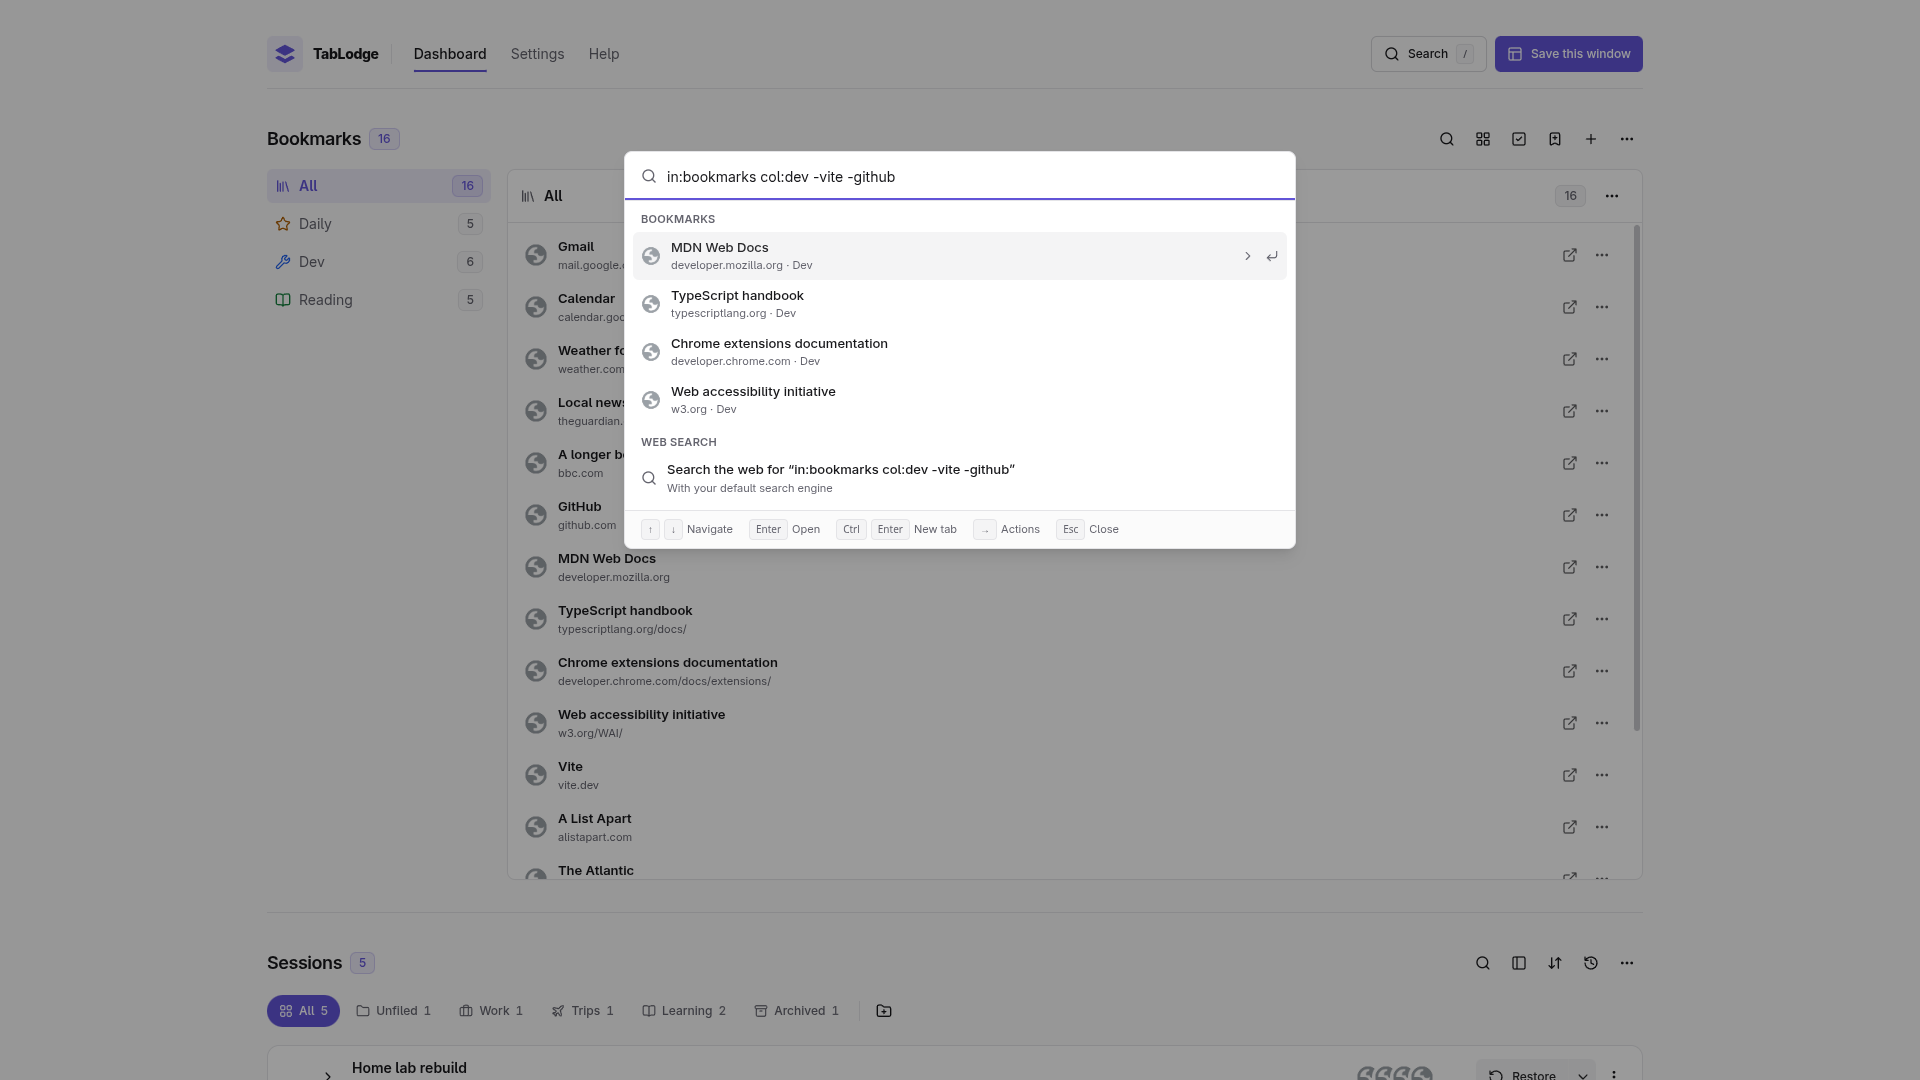 TabLodge
Dashboard
Settings
Help
Search /
Save this window
Bookmarks 16
All 16
Daily 5
Dev 6
Reading 5
All 16
in:bookmarks col:dev -vite -github
BOOKMARKS
MDN Web Docs
developer.mozilla.org · Dev
TypeScript handbook
typescriptlang.org · Dev
Chrome extensions documentation
developer.chrome.com · Dev
Web accessibility initiative
w3.org · Dev
WEB SEARCH
Search the web for “in:bookmarks col:dev -vite -github”
With your default search engine
↑ ↓ Navigate Enter Open Ctrl Enter New tab → Actions Esc Close
Gmail
mail.google.
Calendar
calendar.goo
Weather fo
weather.com
Local news
theguardian.
A longer b
bbc.com
GitHub
github.com
MDN Web Docs
developer.mozilla.org
TypeScript handbook
typescriptlang.org/docs/
Chrome extensions documentation
developer.chrome.com/docs/extensions/
Web accessibility initiative
w3.org/WAI/
Vite
vite.dev
A List Apart
alistapart.com
The Atlantic
Sessions 5
All 5
Unfiled 1
Work 1
Trips 1
Learning 2
Archived 1
Home lab rebuild
Restore